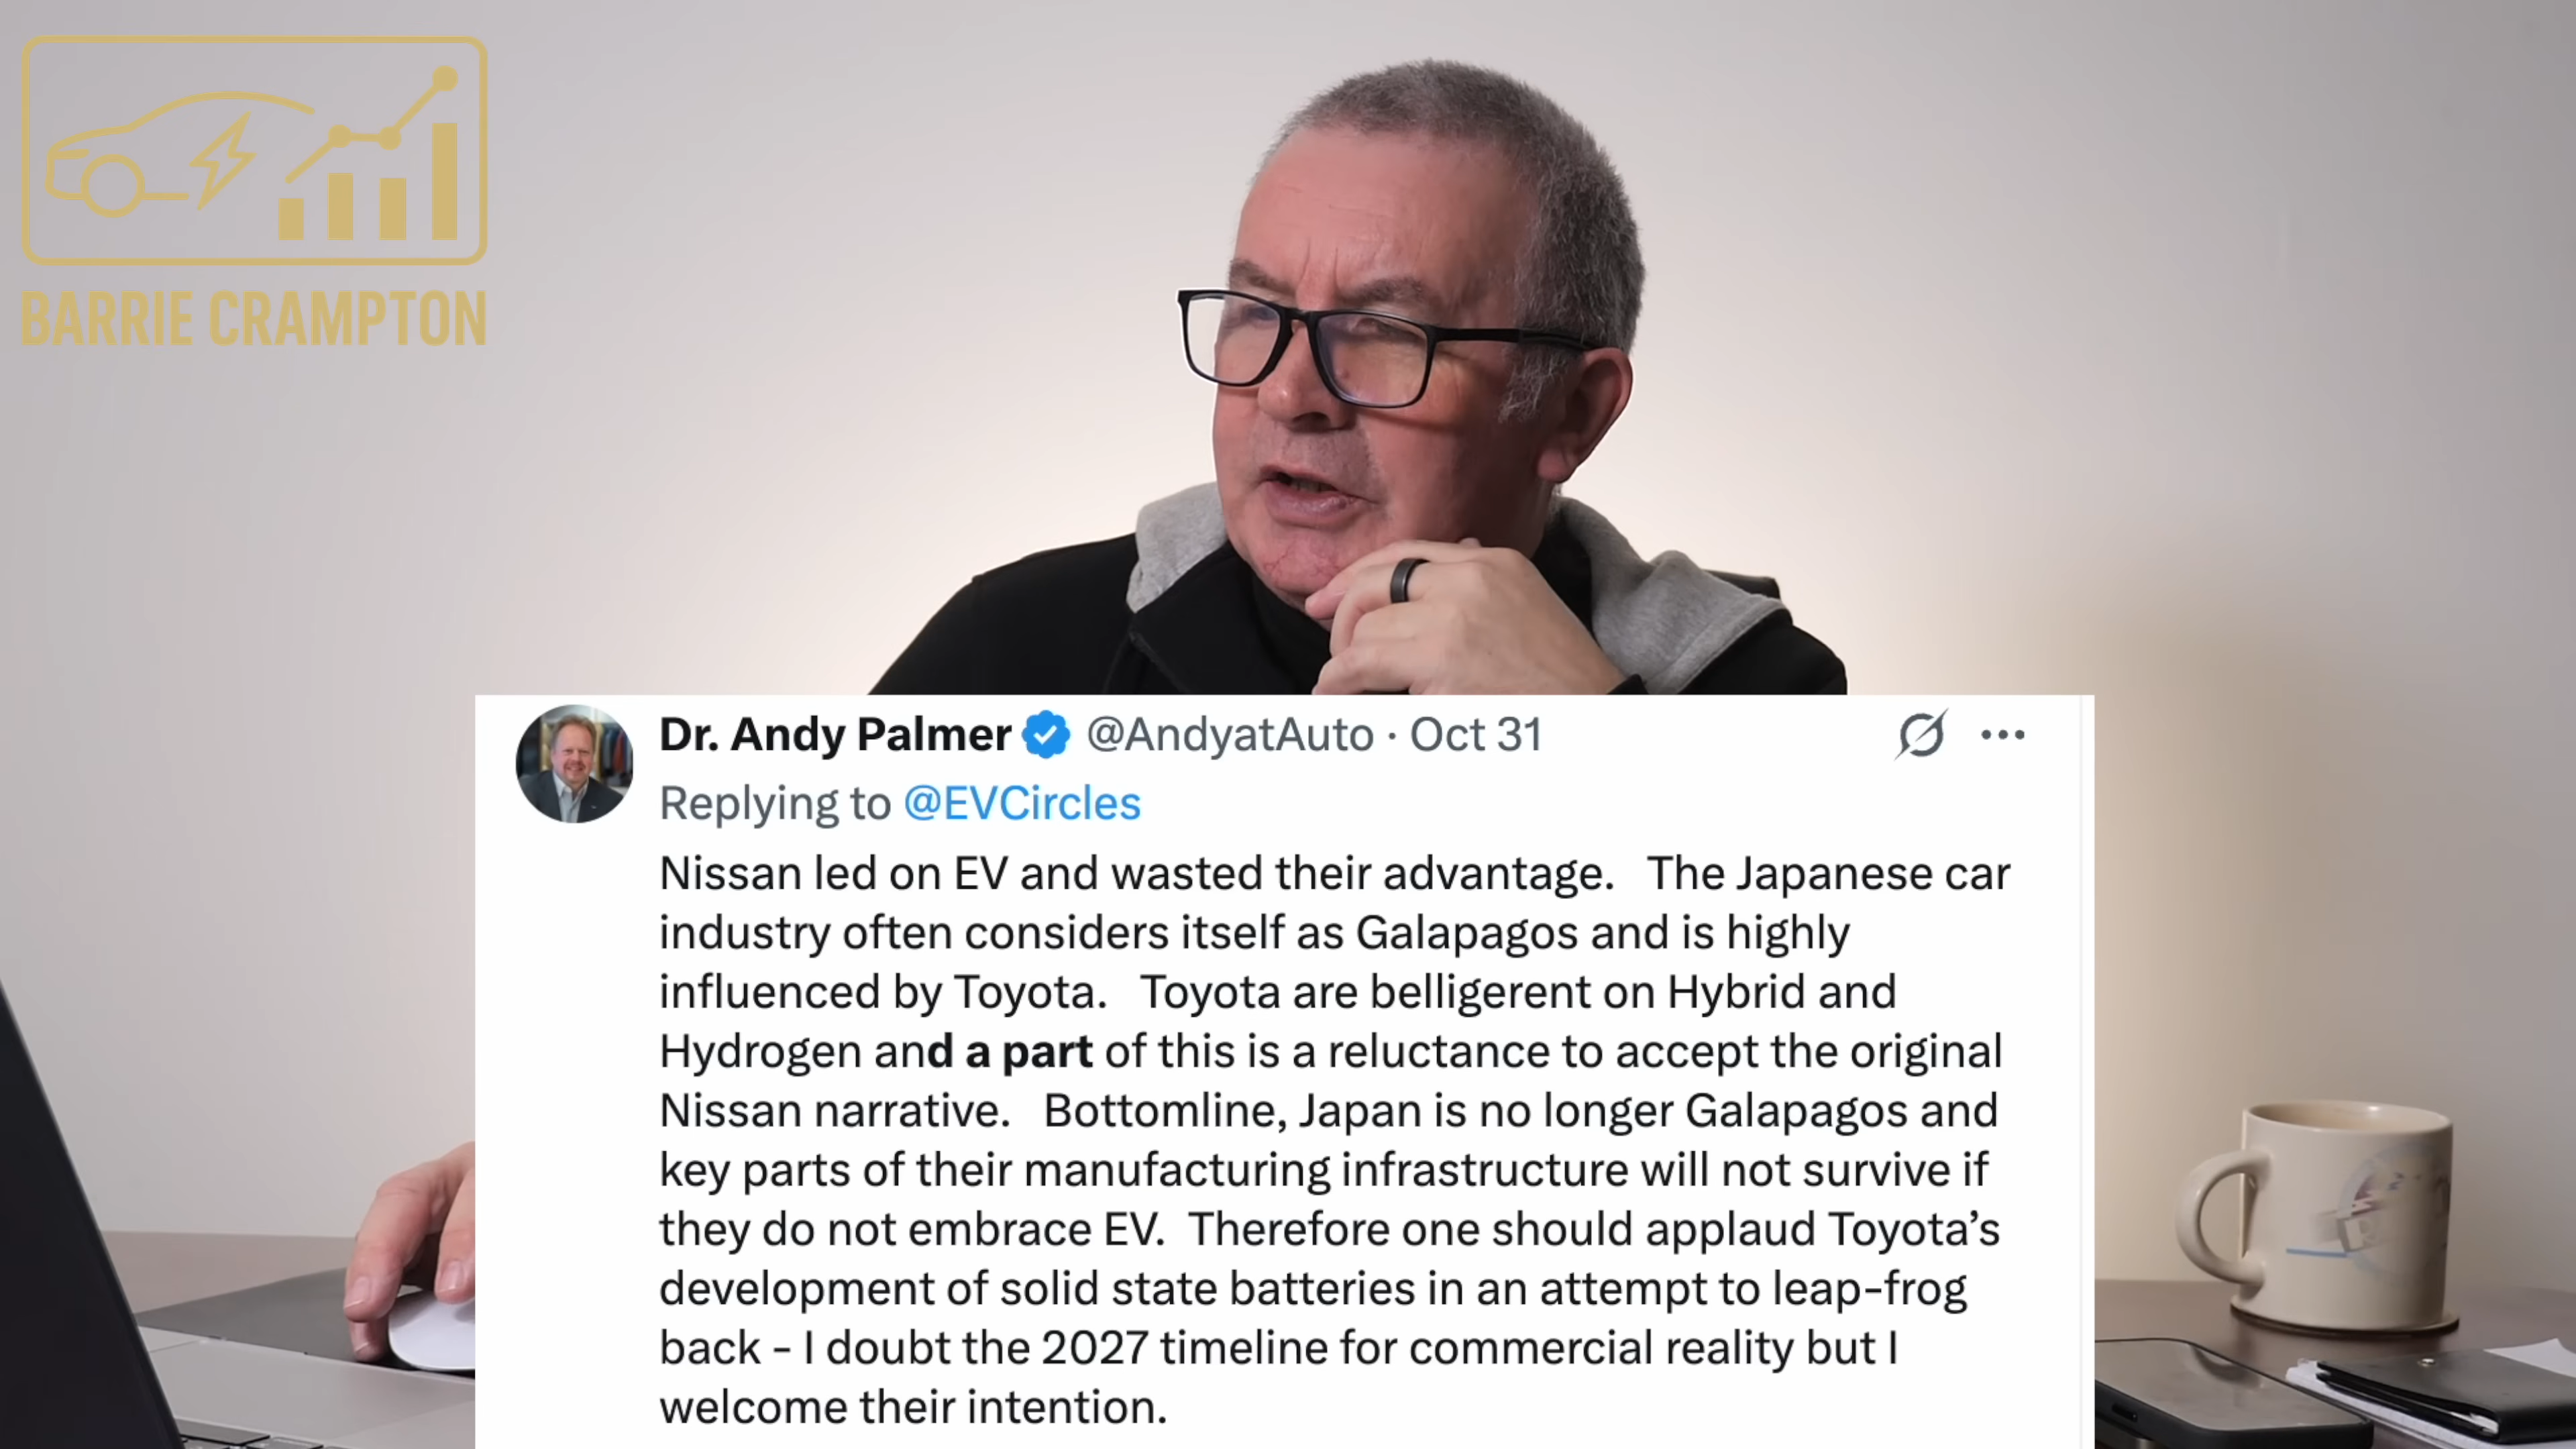 BARRIE CRAMPTON
Dr. Andy Palmer @AndyatAuto · Oct 31
Replying to @EVCircles
Nissan led on EV and wasted their advantage. The Japanese car
industry often considers itself as Galapagos and is highly
influenced by Toyota. Toyota are belligerent on Hybrid and
Hydrogen and a part of this is a reluctance to accept the original
Nissan narrative. Bottomline, Japan is no longer Galapagos and
key parts of their manufacturing infrastructure will not survive if
they do not embrace EV. Therefore one should applaud Toyota’s
development of solid state batteries in an attempt to leap-frog
back - I doubt the 2027 timeline for commercial reality but I
welcome their intention.